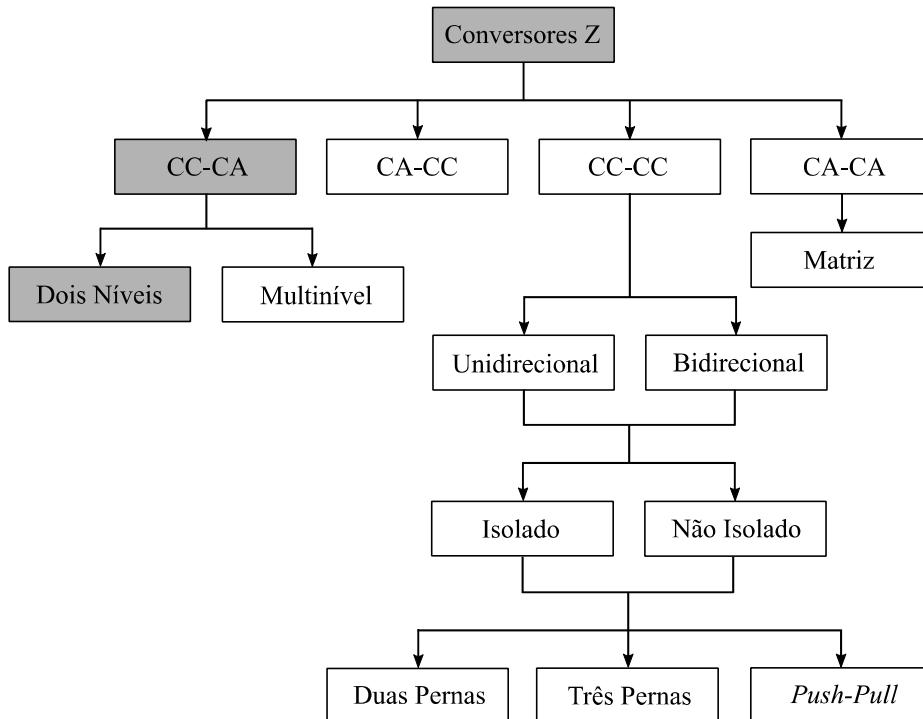 Conversores Z
CC-CA
CA-CC
CC-CC
CA-CA
Dois Níveis
Multinível
Matriz
Unidirecional
Bidirecional
Isolado
Não Isolado
Duas Pernas
Três Pernas
Push-Pull